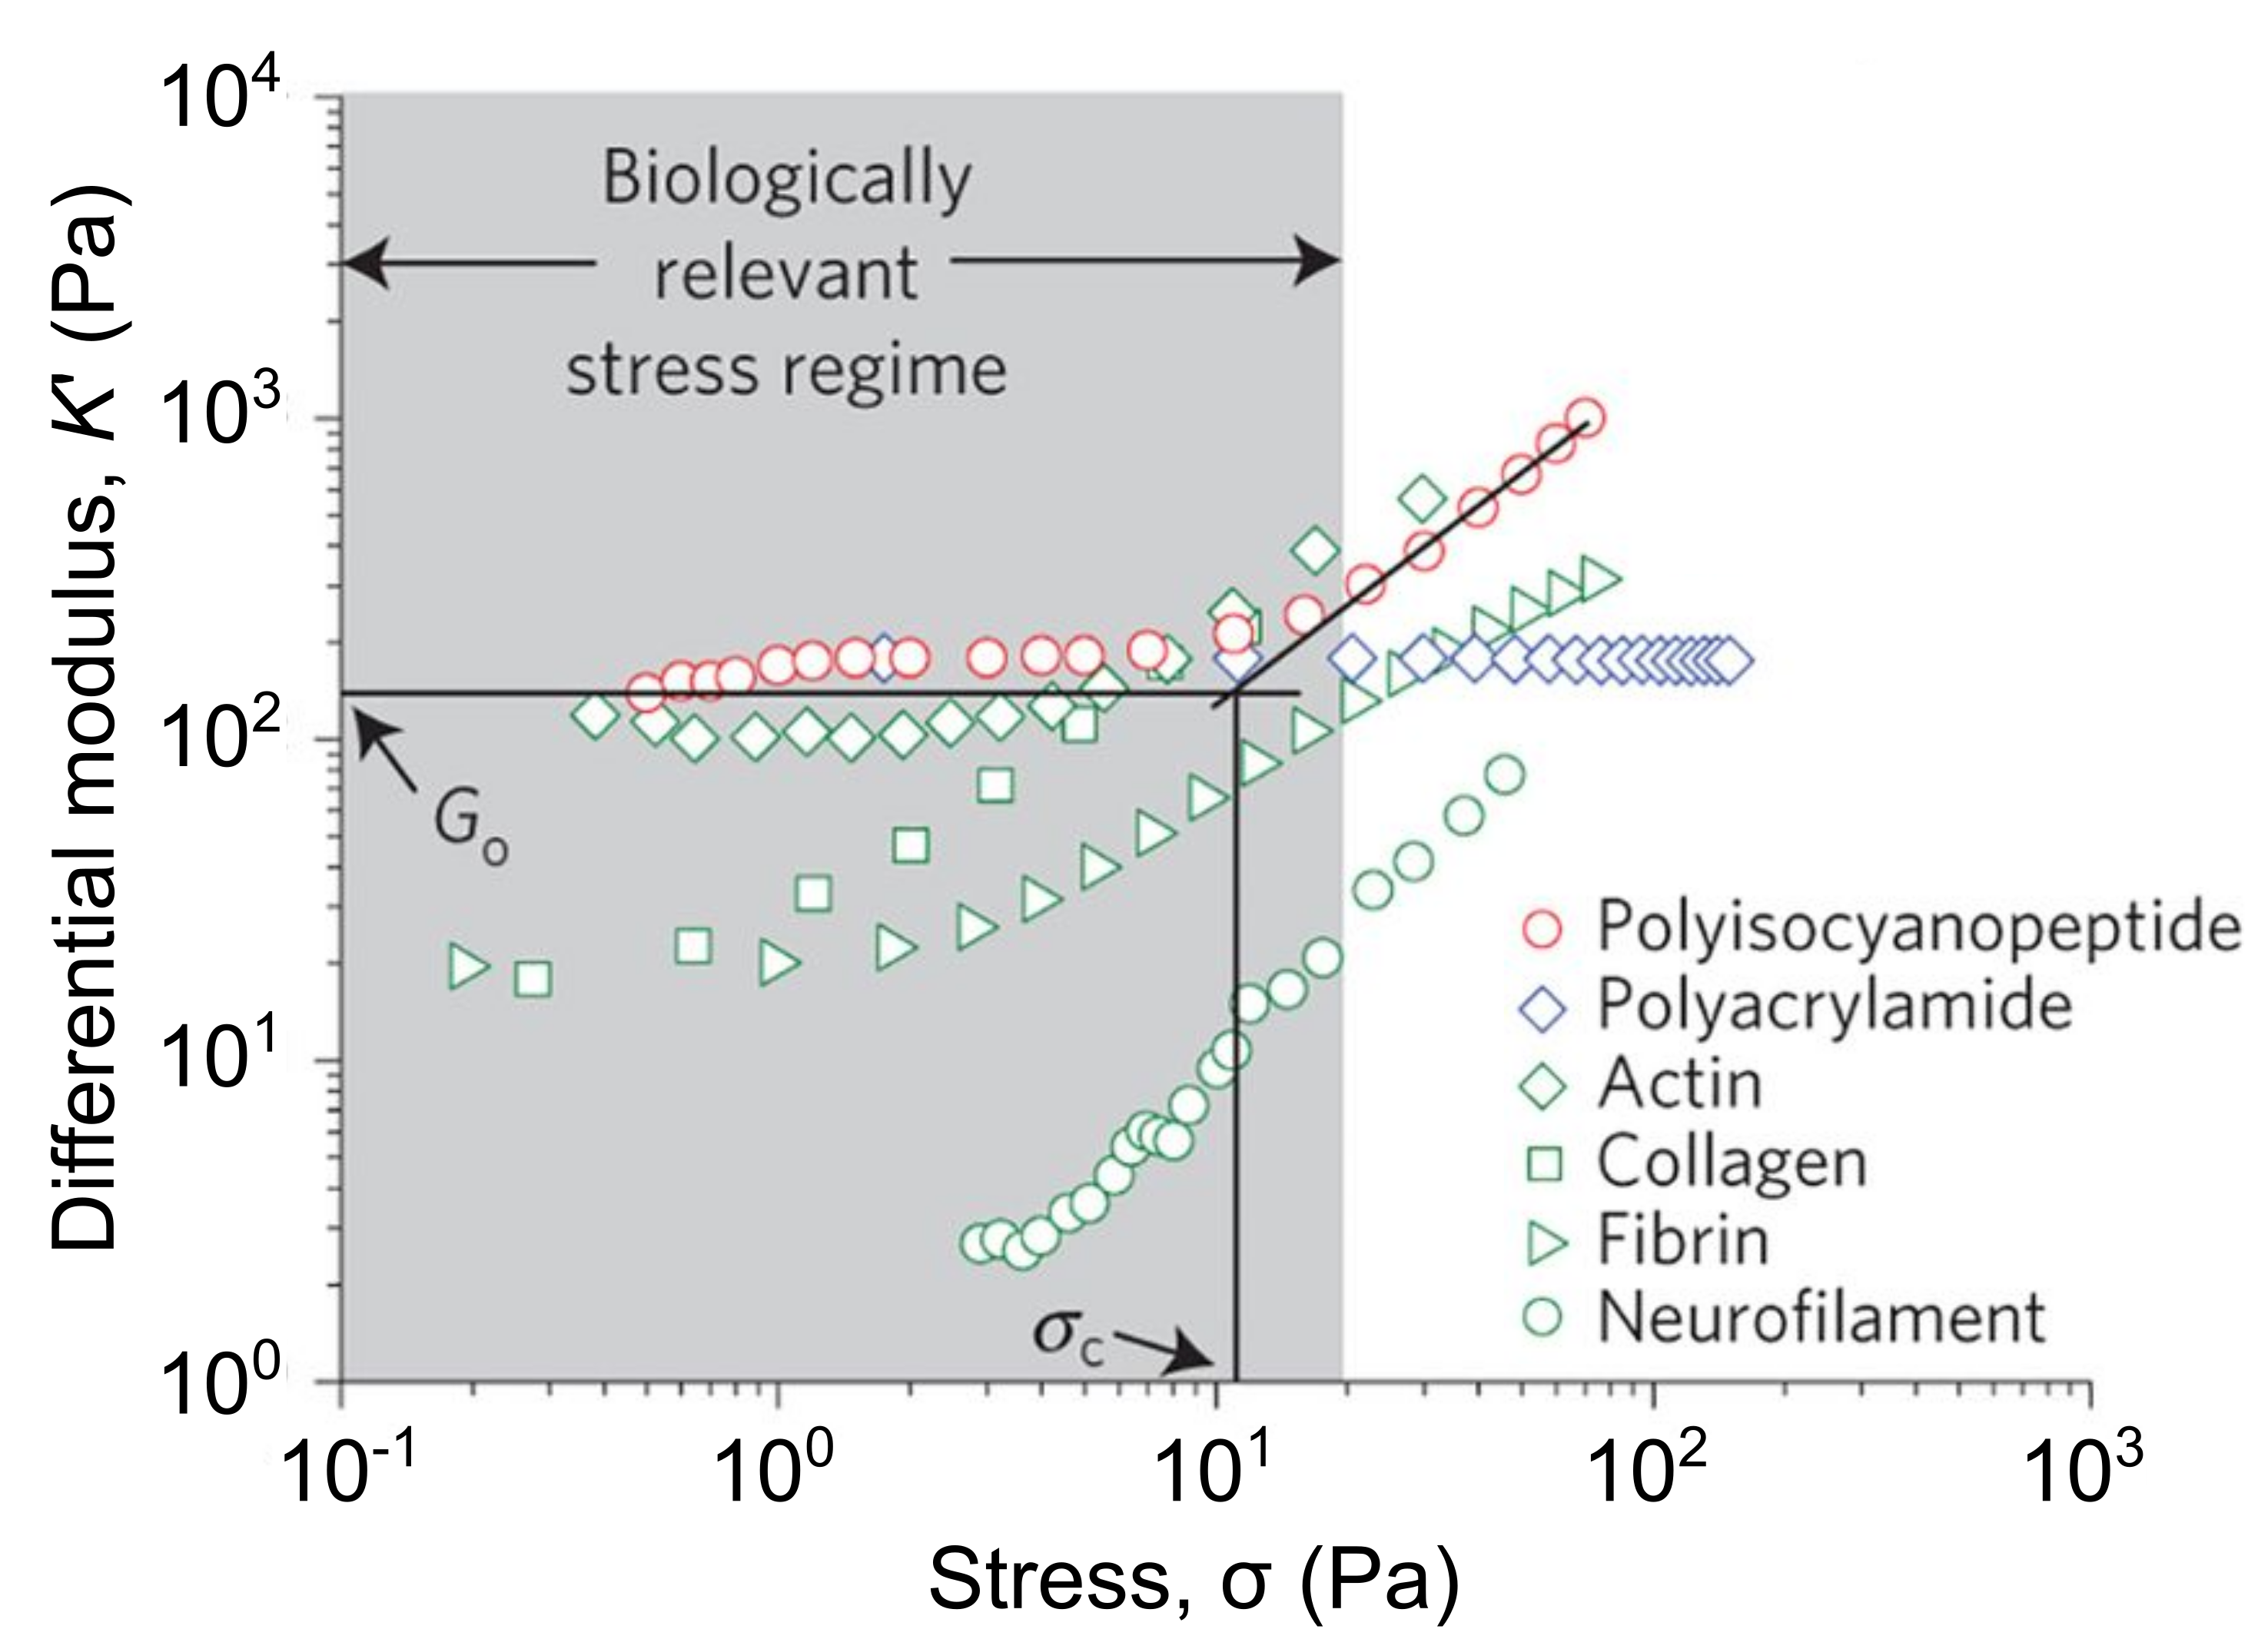 10⁴
10³
10²
10¹
10⁰
Differential modulus, K' (Pa)
Biologically
relevant
stress regime
Gₒ
σc
Polyisocyanopeptide
Polyacrylamide
Actin
Collagen
Fibrin
Neurofilament
10⁻¹ 10⁰ 10¹ 10² 10³
Stress, σ (Pa)